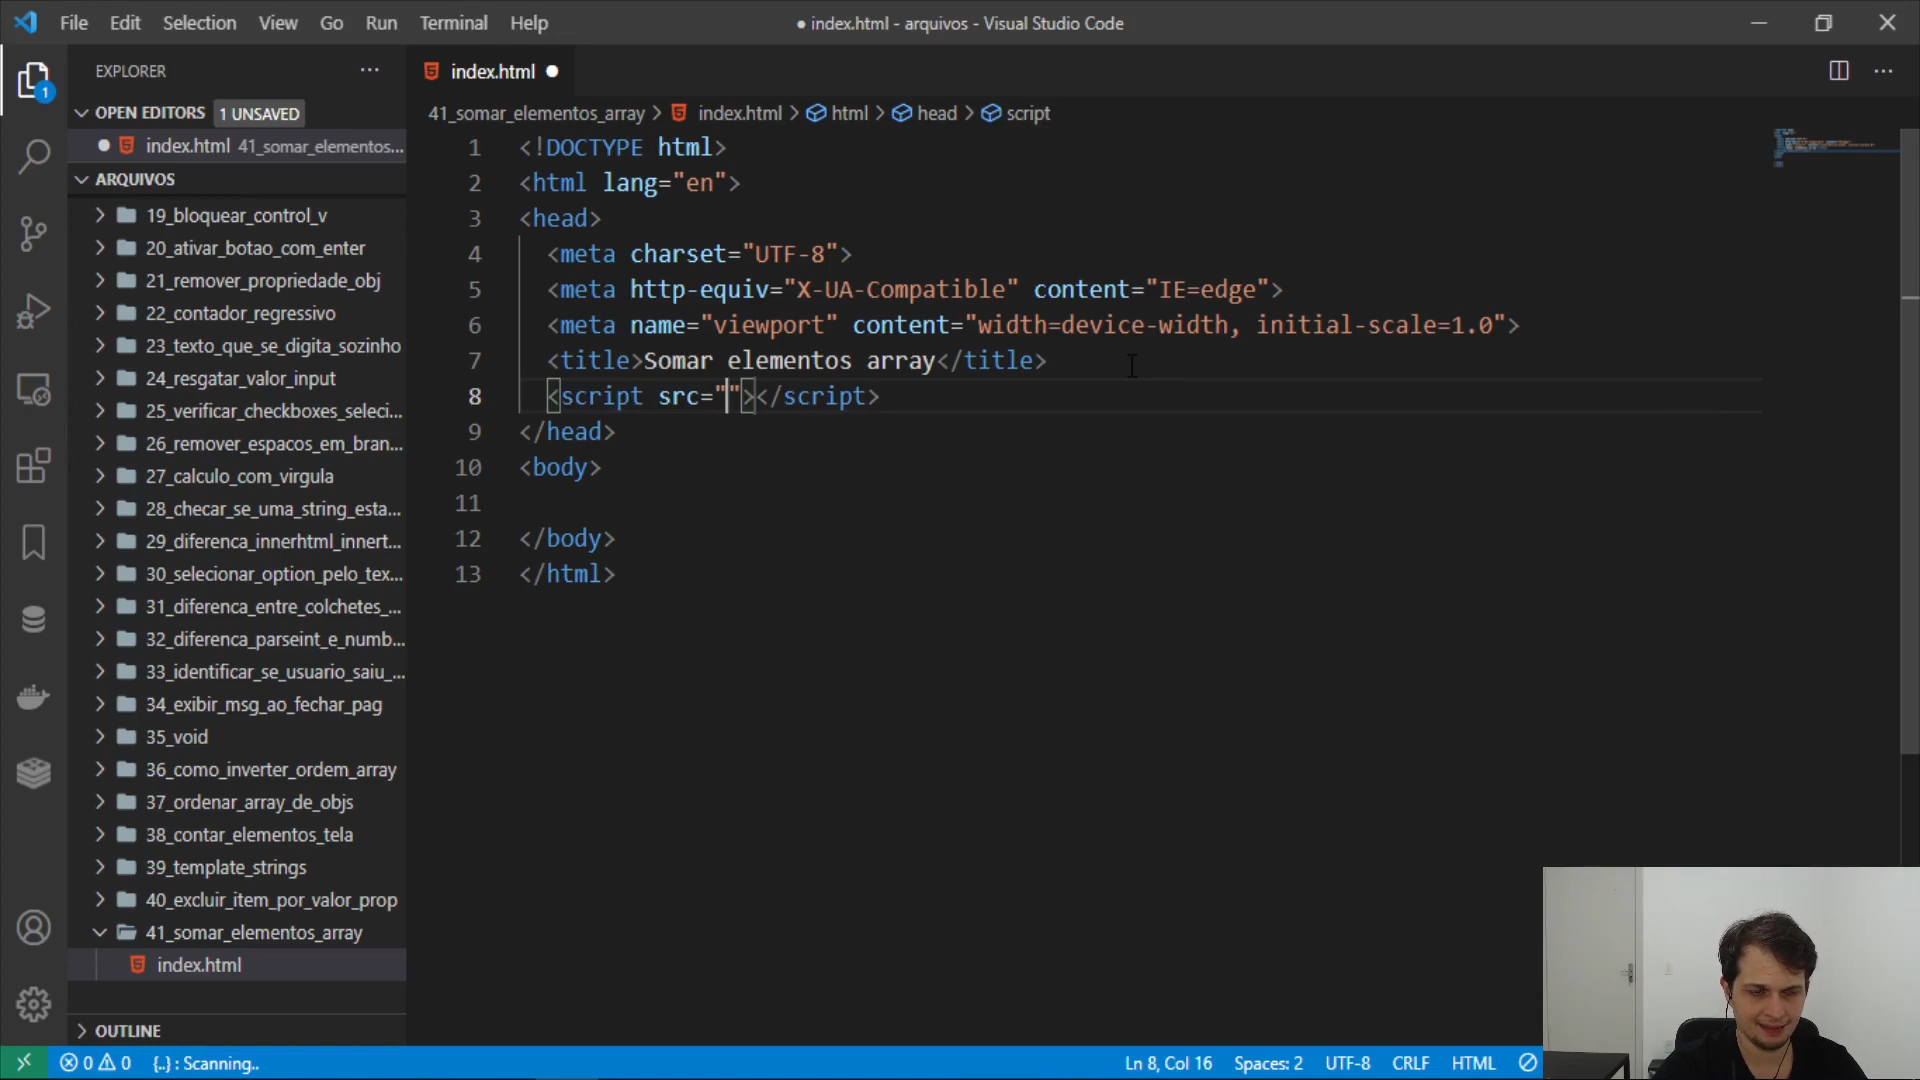 File Edit Selection View Go Run Terminal Help
● index.html - arquivos - Visual Studio Code
EXPLORER
index.html
OPEN EDITORS 1 UNSAVED
index.html 41_somar_elementos...
ARQUIVOS
19_bloquear_control_v
20_ativar_botao_com_enter
21_remover_propriedade_obj
22_contador_regressivo
23_texto_que_se_digita_sozinho
24_resgatar_valor_input
25_verificar_checkboxes_seleci...
26_remover_espacos_em_bran...
27_calculo_com_virgula
28_checar_se_uma_string_esta...
29_diferenca_innerhtml_innert...
30_selecionar_option_pelo_tex...
31_diferenca_entre_colchetes_...
32_diferenca_parseint_e_numb...
33_identificar_se_usuario_saiu_...
34_exibir_msg_ao_fechar_pag
35_void
36_como_inverter_ordem_array
37_ordenar_array_de_objs
38_contar_elementos_tela
39_template_strings
40_excluir_item_por_valor_prop
41_somar_elementos_array
index.html
OUTLINE
1
41_somar_elementos_array > index.html > html > head > script
1 <!DOCTYPE html>
2 <html lang="en">
3 <head>
4 <meta charset="UTF-8">
5 <meta http-equiv="X-UA-Compatible" content="IE=edge">
6 <meta name="viewport" content="width=device-width, initial-scale=1.0">
7 <title>Somar elementos array</title>
8 <script src=""></script>
9 </head>
10 <body>
11
12 </body>
13 </html>
0 0 {..} : Scanning..
Ln 8, Col 16 Spaces: 2 UTF-8 CRLF HTML